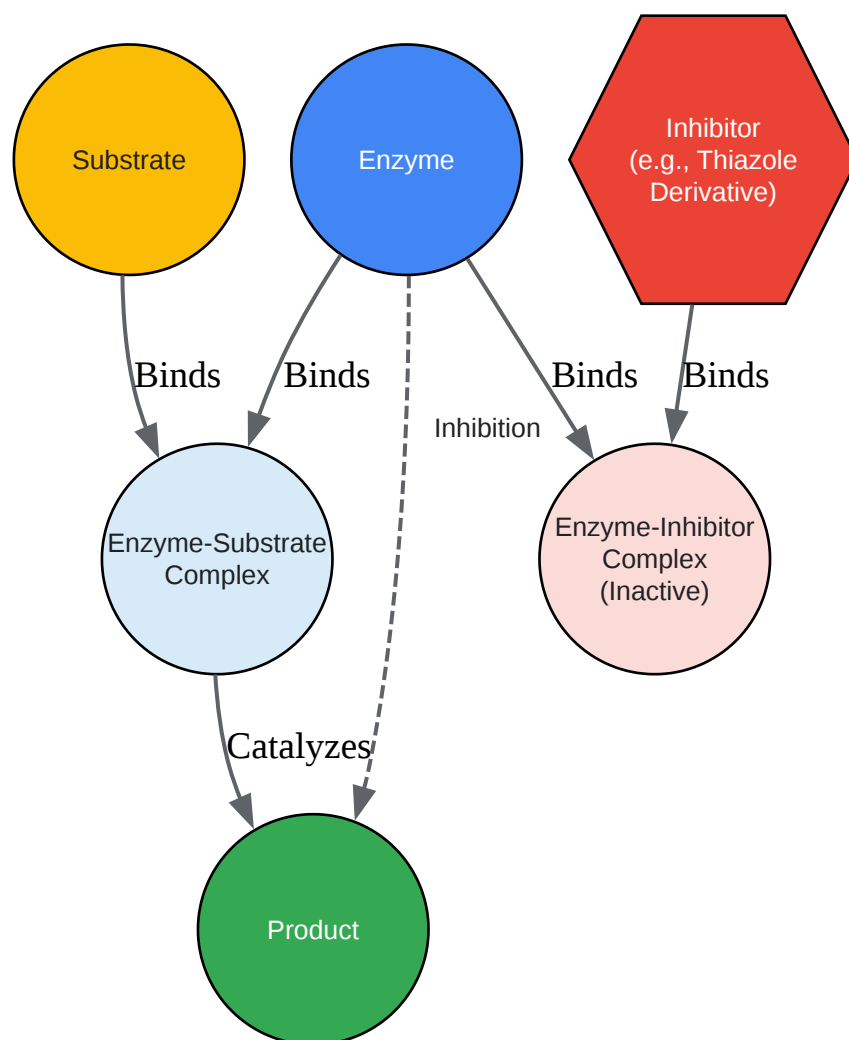 Substrate
Enzyme
Inhibitor
(e.g., Thiazole
Derivative)
Binds
Binds
Binds
Binds
Inhibition
Enzyme-Substrate
Complex
Enzyme-Inhibitor
Complex
(Inactive)
Catalyzes
Product